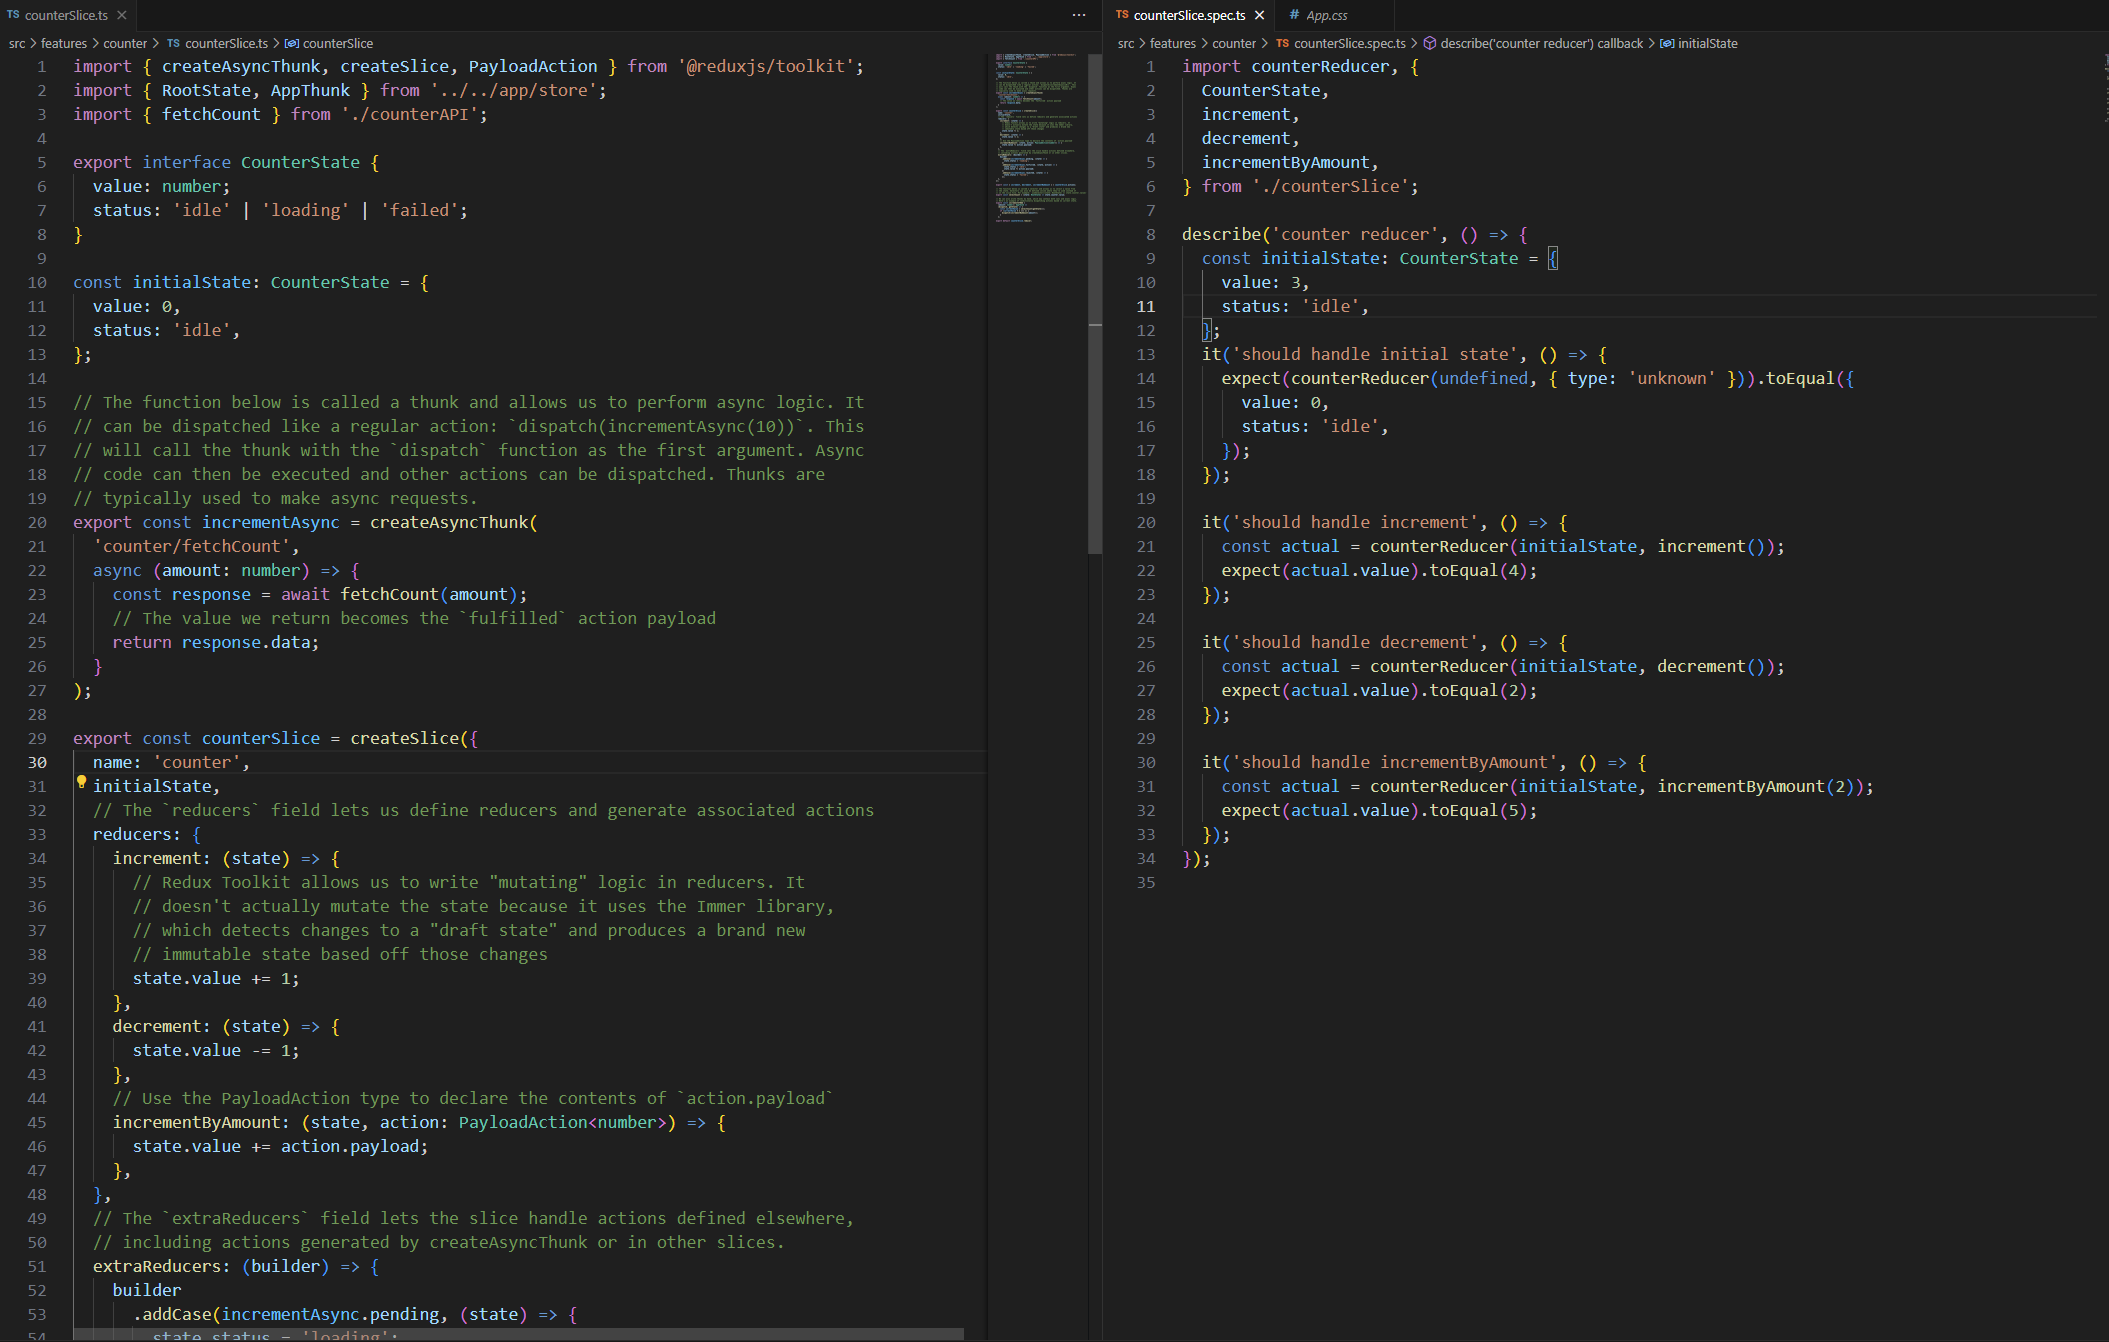 TS counterSlice.ts ×
···
src > features > counter > TS counterSlice.ts > counterSlice
1 import { createAsyncThunk, createSlice, PayloadAction } from '@reduxjs/toolkit';
2 import { RootState, AppThunk } from '../../app/store';
3 import { fetchCount } from './counterAPI';
4
5 export interface CounterState {
6   value: number;
7   status: 'idle' | 'loading' | 'failed';
8 }
9
10 const initialState: CounterState = {
11   value: 0,
12   status: 'idle',
13 };
14
15 // The function below is called a thunk and allows us to perform async logic. It
16 // can be dispatched like a regular action: `dispatch(incrementAsync(10))`. This
17 // will call the thunk with the `dispatch` function as the first argument. Async
18 // code can then be executed and other actions can be dispatched. Thunks are
19 // typically used to make async requests.
20 export const incrementAsync = createAsyncThunk(
21   'counter/fetchCount',
22   async (amount: number) => {
23     const response = await fetchCount(amount);
24     // The value we return becomes the `fulfilled` action payload
25     return response.data;
26   }
27 );
28
29 export const counterSlice = createSlice({
30   name: 'counter',
31   initialState,
32   // The `reducers` field lets us define reducers and generate associated actions
33   reducers: {
34     increment: (state) => {
35       // Redux Toolkit allows us to write "mutating" logic in reducers. It
36       // doesn't actually mutate the state because it uses the Immer library,
37       // which detects changes to a "draft state" and produces a brand new
38       // immutable state based off those changes
39       state.value += 1;
40     },
41     decrement: (state) => {
42       state.value -= 1;
43     },
44     // Use the PayloadAction type to declare the contents of `action.payload`
45     incrementByAmount: (state, action: PayloadAction<number>) => {
46       state.value += action.payload;
47     },
48   },
49   // The `extraReducers` field lets the slice handle actions defined elsewhere,
50   // including actions generated by createAsyncThunk or in other slices.
51   extraReducers: (builder) => {
52     builder
53       .addCase(incrementAsync.pending, (state) => {
54         state.status = 'loading';
TS counterSlice.spec.ts × # App.css
src > features > counter > TS counterSlice.spec.ts > describe('counter reducer') callback > initialState
1 import counterReducer, {
2   CounterState,
3   increment,
4   decrement,
5   incrementByAmount,
6 } from './counterSlice';
7
8 describe('counter reducer', () => {
9   const initialState: CounterState = {
10     value: 3,
11     status: 'idle',
12   };
13   it('should handle initial state', () => {
14     expect(counterReducer(undefined, { type: 'unknown' })).toEqual({
15       value: 0,
16       status: 'idle',
17     });
18   });
19
20   it('should handle increment', () => {
21     const actual = counterReducer(initialState, increment());
22     expect(actual.value).toEqual(4);
23   });
24
25   it('should handle decrement', () => {
26     const actual = counterReducer(initialState, decrement());
27     expect(actual.value).toEqual(2);
28   });
29
30   it('should handle incrementByAmount', () => {
31     const actual = counterReducer(initialState, incrementByAmount(2));
32     expect(actual.value).toEqual(5);
33   });
34 });
35